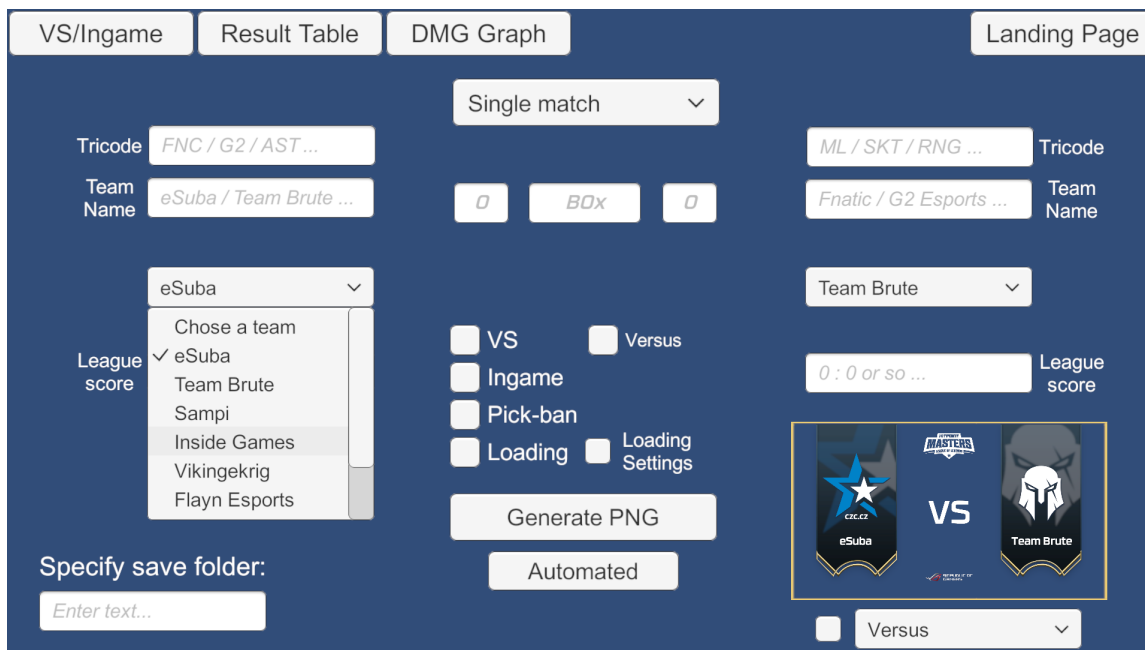 VS/Ingame
Result Table
DMG Graph
Landing Page
Single match
Tricode
FNC / G2 / AST ...
ML / SKT / RNG ...
Tricode
Team
Name
eSuba / Team Brute ...
0
BOx
0
Fnatic / G2 Esports ...
Team
Name
eSuba
Team Brute
Chose a team
eSuba
Team Brute
Sampi
Inside Games
Vikingekrig
Flayn Esports
League
score
VS
Versus
Ingame
Pick-ban
Loading
Loading
Settings
0 : 0 or so ...
League
score
MASTERS
CZC.CZ
VS
eSuba
Team Brute
Generate PNG
Automated
Specify save folder:
Enter text...
Versus